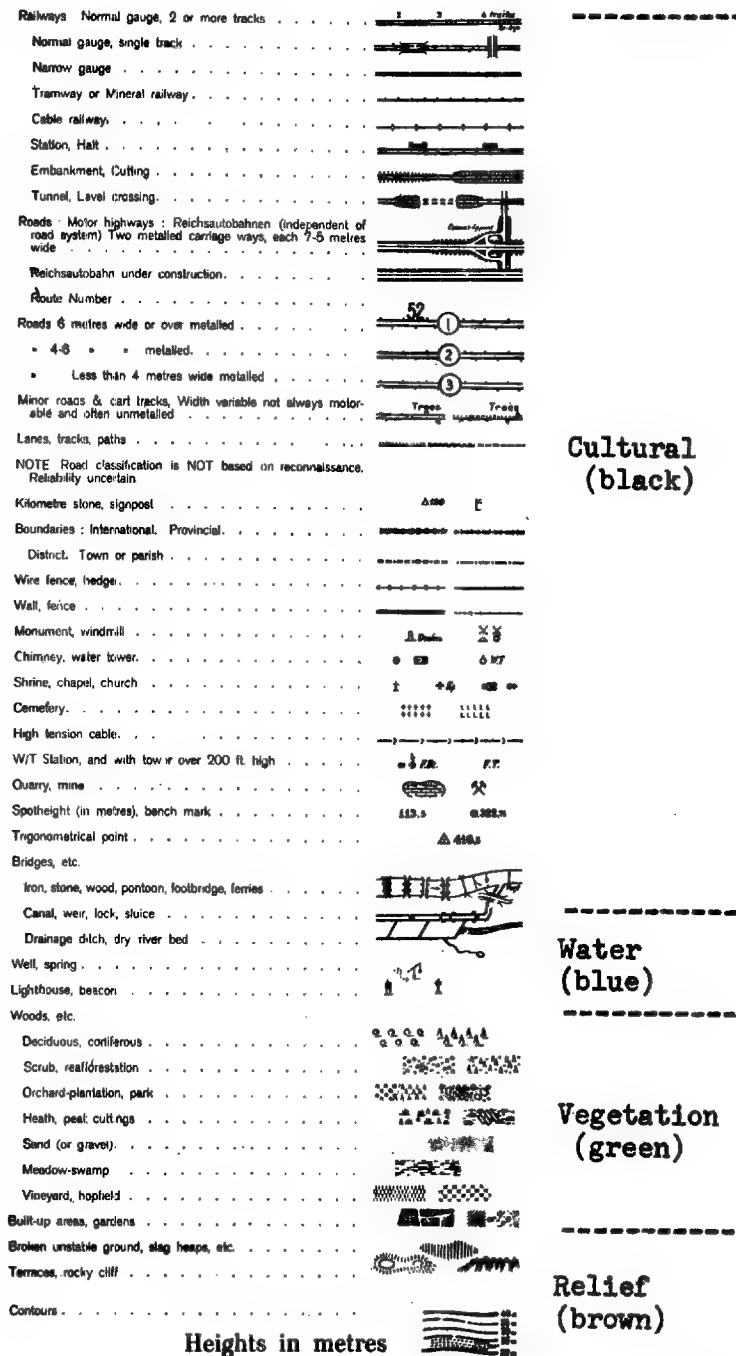 Railways Normal gauge, 2 or more tracks
Normal gauge, single track
Narrow gauge
Tramway or Mineral railway
Cable railway
Station, Halt
Embankment, Cutting
Tunnel, Level crossing
Roads Motor highways : Reichsautobahnen (independent of
road system) Two metalled carriage ways, each 7-5 metres
wide
Reichsautobahn under construction
Route Number
52
Roads 6 metres wide or over metalled 1
" 4-6 " " metalled 2
" Less than 4 metres wide metalled 3
Minor roads & cart tracks, Width variable not always motor-
able and often unmetalled Trees Trees
Lanes, tracks, paths
NOTE Road classification is NOT based on reconnaissance.
Reliability uncertain
Cultural
(black)
Kilometre stone, signpost
Boundaries : International. Provincial
District. Town or parish
Wire fence, hedge
Wall, fence
Monument, windmill
Chimney, water tower W.T
Shrine, chapel, church
Cemetery
High tension cable
W/T Station, and with tower over 200 ft. high F.T.
Quarry, mine
Spotheight (in metres), bench mark 113.5
Trigonometrical point
Bridges, etc.
Iron, stone, wood, pontoon, footbridge, ferries
Canal, weir, lock, sluice
Drainage ditch, dry river bed
Well, spring
Lighthouse, beacon
Water
(blue)
Woods, etc.
Deciduous, coniferous
Scrub, reafforestation
Orchard-plantation, park
Heath, peat cuttings
Sand (or gravel)
Meadow-swamp
Vineyard, hopfield
Vegetation
(green)
Built-up areas, gardens
Broken unstable ground, slag heaps, etc.
Terraces, rocky cliff
Contours
Relief
(brown)
Heights in metres